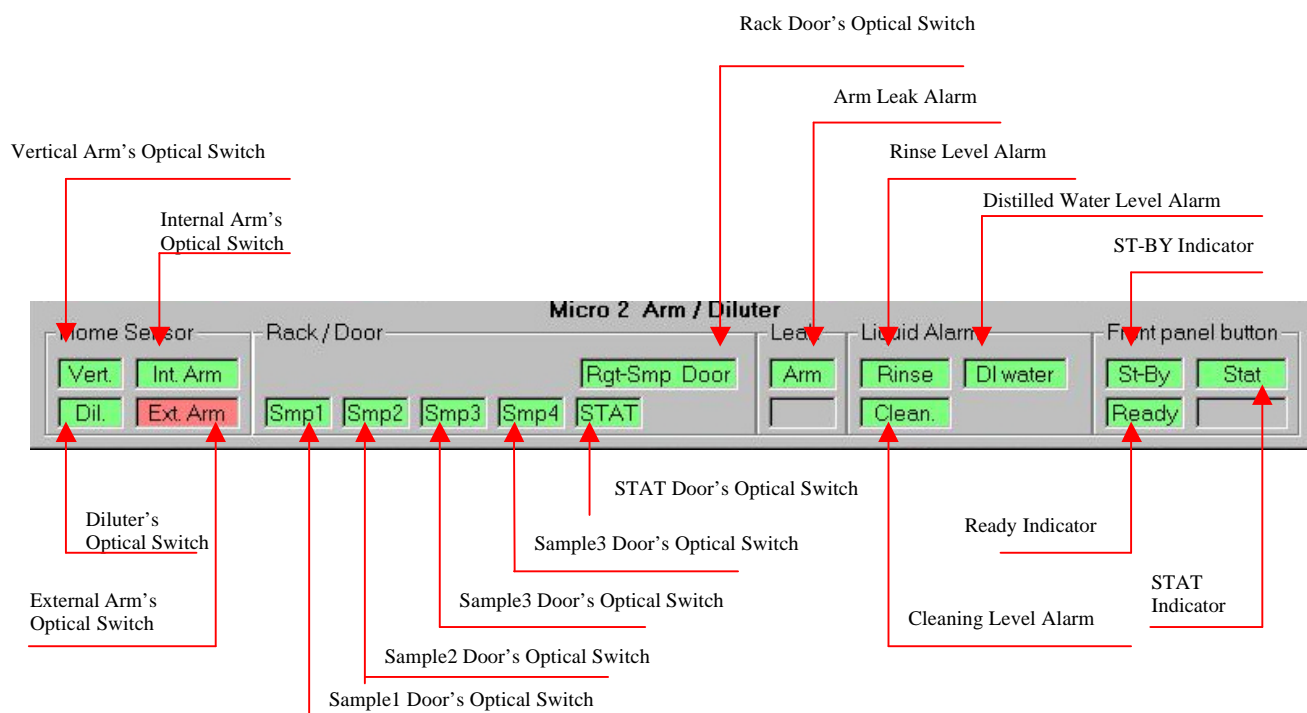 Rack Door’s Optical Switch
Arm Leak Alarm
Vertical Arm’s Optical Switch
Rinse Level Alarm
Distilled Water Level Alarm
Internal Arm’s
Optical Switch
ST-BY Indicator
Micro 2 Arm / Diluter
Home Sensor
Rack / Door
Leak
Liquid Alarm
Front panel button
Vert.
Int. Arm
Rgt-Smp Door
Arm
Rinse
DI water
St-By
Stat
Dil.
Ext. Arm
Smp1
Smp2
Smp3
Smp4
STAT
Clean.
Ready
STAT Door’s Optical Switch
Diluter’s
Optical Switch
Ready Indicator
Sample3 Door’s Optical Switch
External Arm’s
Optical Switch
Sample3 Door’s Optical Switch
STAT
Indicator
Cleaning Level Alarm
Sample2 Door’s Optical Switch
Sample1 Door’s Optical Switch